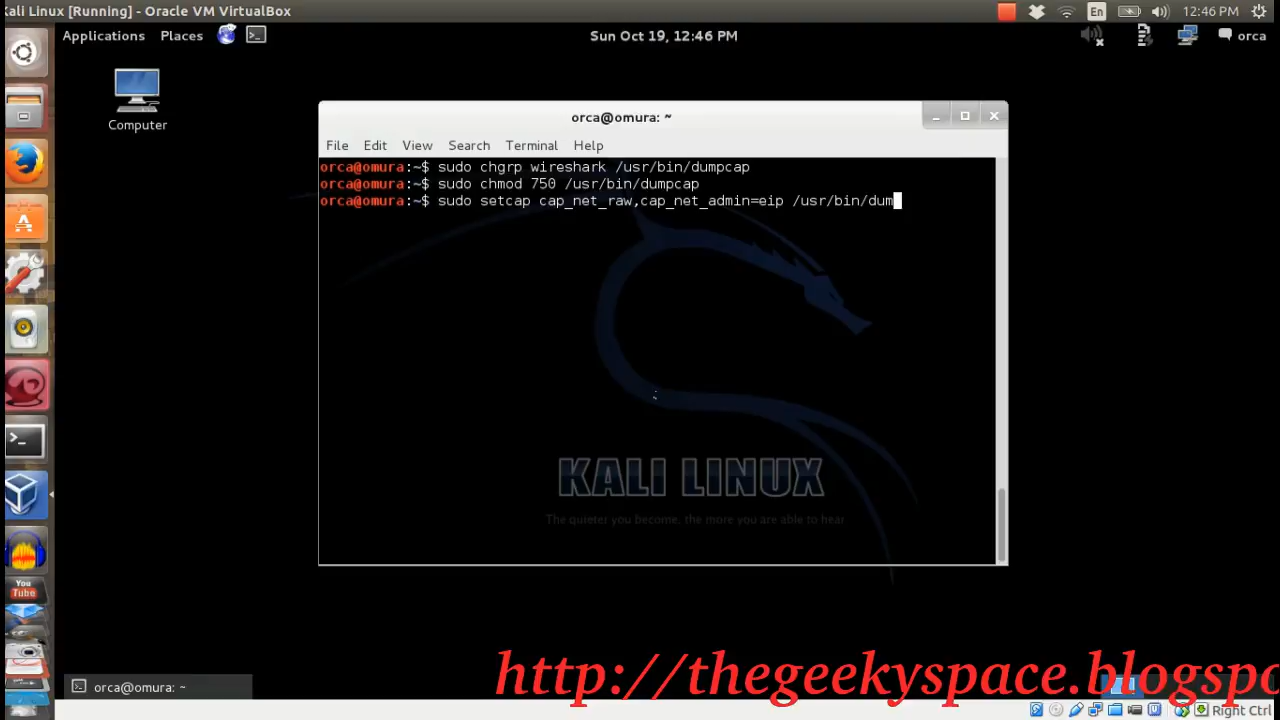 Kali Linux [Running] - Oracle VM VirtualBox
En
12:46 PM
Applications Places
Sun Oct 19, 12:46 PM
orca
Computer
orca@omura: ~
File Edit View Search Terminal Help
orca@omura:~$ sudo chgrp wireshark /usr/bin/dumpcap
orca@omura:~$ sudo chmod 750 /usr/bin/dumpcap
orca@omura:~$ sudo setcap cap_net_raw,cap_net_admin=eip /usr/bin/dum
KALI LINUX
The quieter you become, the more you are able to hear
You
Tube
http://thegeekyspace.blogspo
orca@omura: ~
Right Ctrl